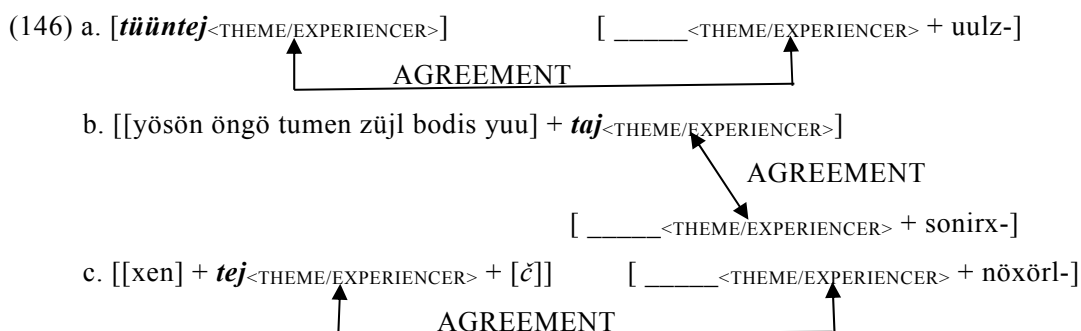 (146) a. [tüüntej<THEME/EXPERIENCER>] [ _____<THEME/EXPERIENCER> + uulz-]
AGREEMENT
b. [[yösön öngö tumen züjl bodis yuu] + taj<THEME/EXPERIENCER>]
AGREEMENT
[ _____<THEME/EXPERIENCER> + sonirx-]
c. [[xen] + tej<THEME/EXPERIENCER> + [č]] [ _____<THEME/EXPERIENCER> + nöxörl-]
AGREEMENT